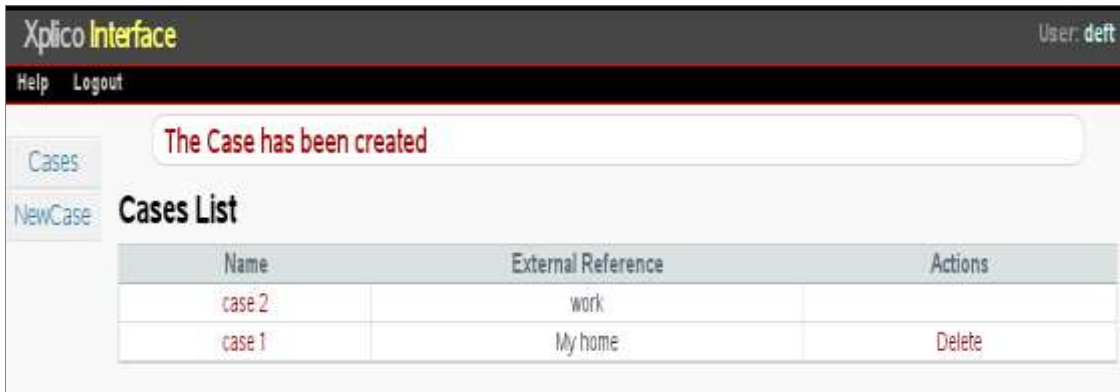 Xplico Interface User: deft
Help Logout
The Case has been created
Cases
NewCase
Cases List
Name External Reference Actions
case 2 work
case 1 My home Delete